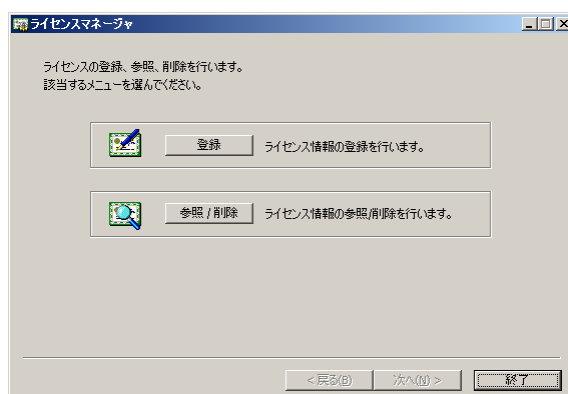 ライセンスマネージャ
ライセンスの登録、参照、削除を行います。
該当するメニューを選んでください。
登録 ライセンス情報の登録を行います。
参照 / 削除 ライセンス情報の参照/削除を行います。
< 戻る(B) 次へ(N) > 終了